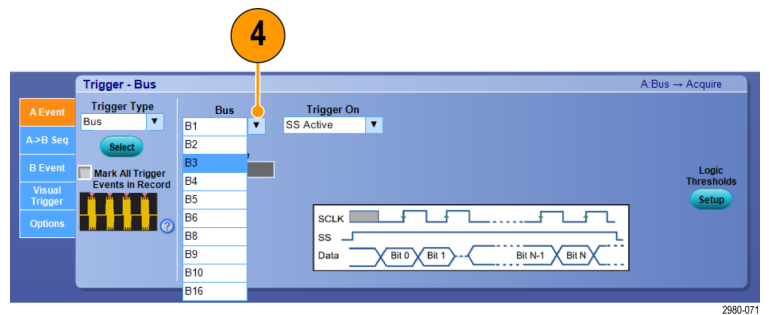 4
Trigger - Bus
A:Bus → Acquire
A Event
A->B Seq
B Event
Visual
Trigger
Options
Trigger Type
Bus
Select
Mark All Trigger
Events in Record
Bus
B1
B2
B3
B4
B5
B6
B8
B9
B10
B16
Trigger On
SS Active
SCLK
SS
Data
Bit 0
Bit 1
Bit N-1
Bit N
Logic
Thresholds
Setup
2980-071